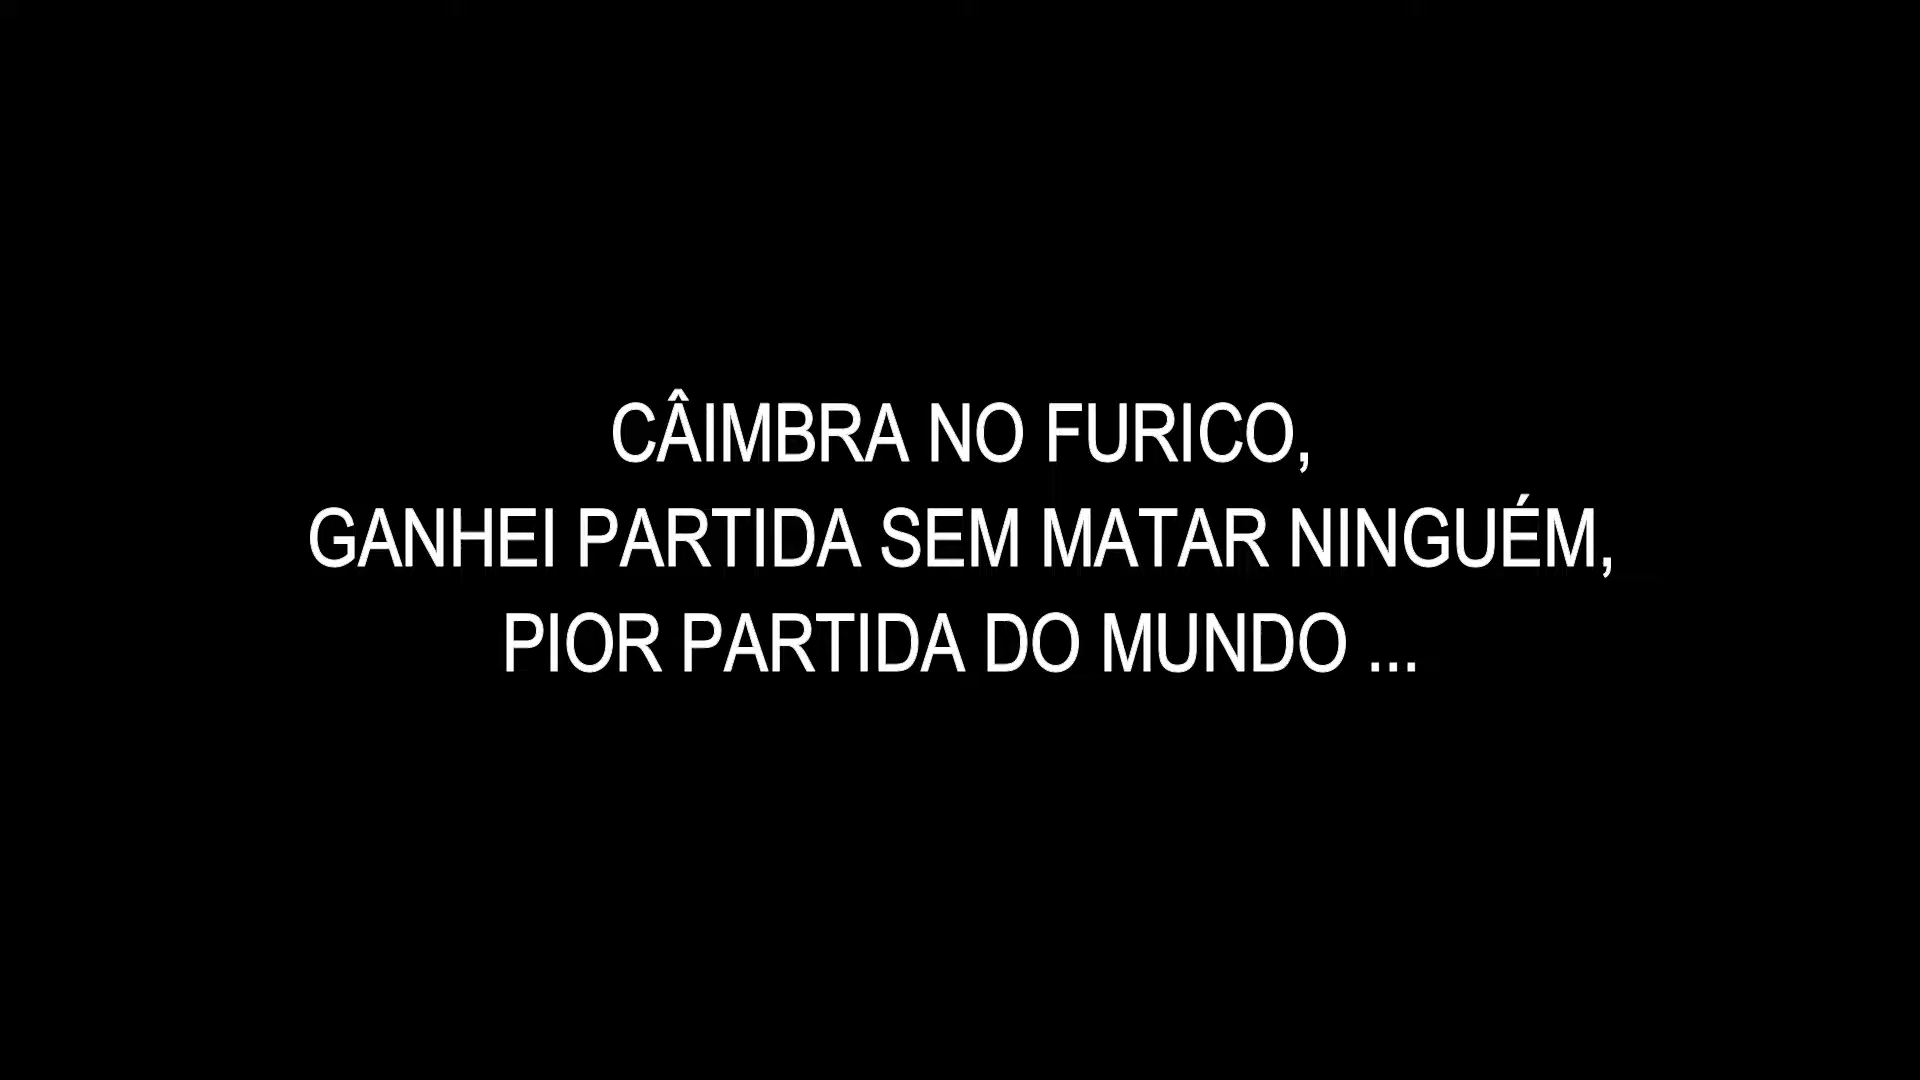 CÂIMBRA NO FURICO,
GANHEI PARTIDA SEM MATAR NINGUÉM,
PIOR PARTIDA DO MUNDO ...